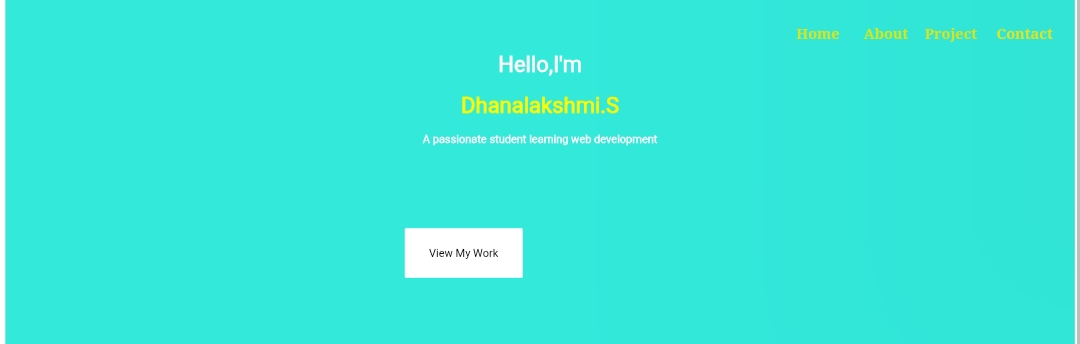 Home About Project Contact
Hello,I'm
Dhanalakshmi.S
A passionate student learning web development
View My Work